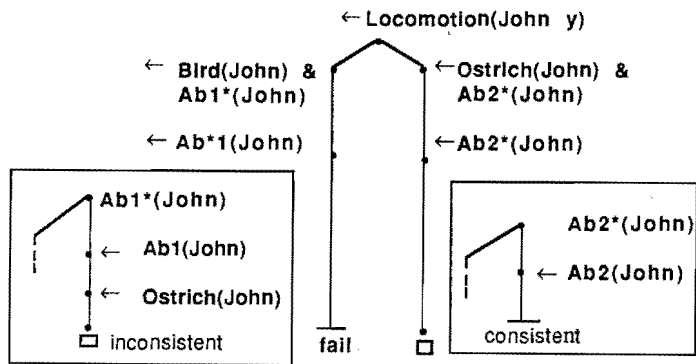 ← Locomotion(John y)
← Bird(John) &
Ab1*(John)
← Ostrich(John) &
Ab2*(John)
← Ab*1(John)
← Ab2*(John)
Ab1*(John)
← Ab1(John)
← Ostrich(John)
inconsistent
fail
Ab2*(John)
← Ab2(John)
consistent